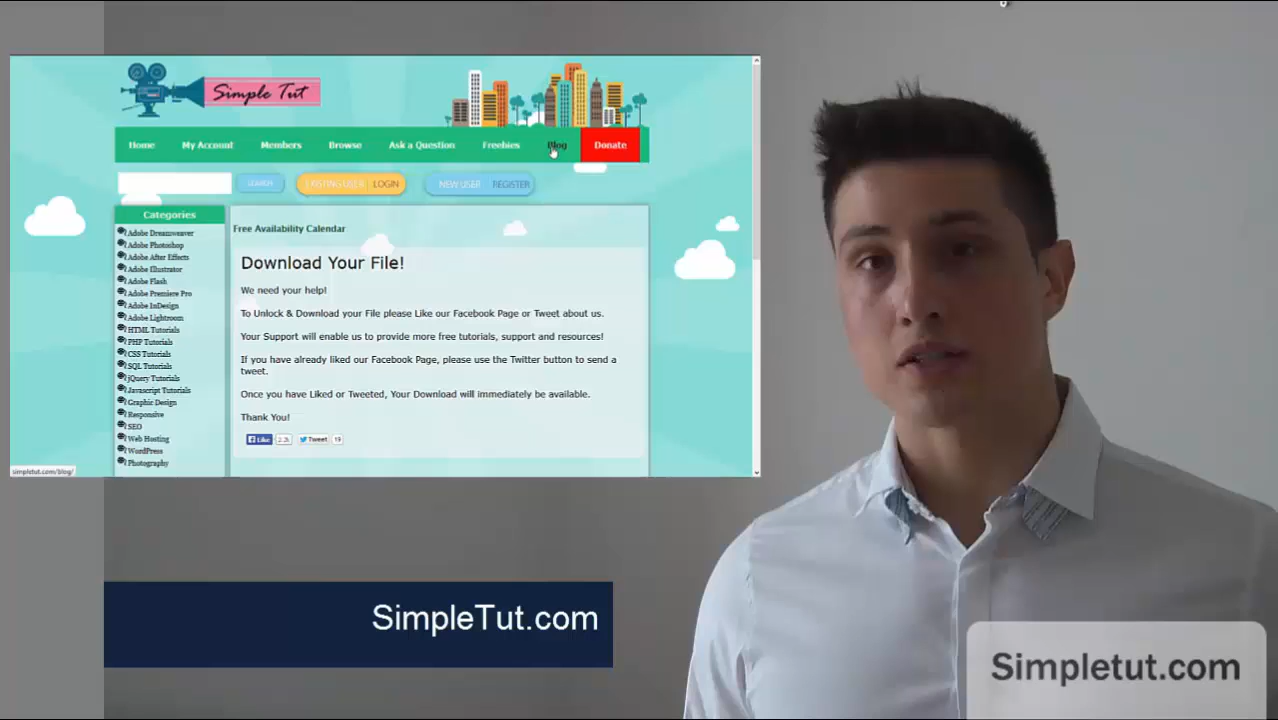 Simple Tut
Home My Account Members Browse Ask a Question Freebies Blog Donate
SEARCH EXISTING USER LOGIN NEW USER REGISTER
Categories
Adobe Dreamweaver
Adobe Photoshop
Adobe After Effects
Adobe Illustrator
Adobe Flash
Adobe Premiere Pro
Adobe InDesign
Adobe Lightroom
HTML Tutorials
PHP Tutorials
CSS Tutorials
SQL Tutorials
jQuery Tutorials
Javascript Tutorials
Graphic Design
Responsive
SEO
Web Hosting
WordPress
Photography
Free Availability Calendar
Download Your File!
We need your help!
To Unlock & Download your File please Like our Facebook Page or Tweet about us.
Your Support will enable us to provide more free tutorials, support and resources!
If you have already liked our Facebook Page, please use the Twitter button to send a
tweet.
Once you have Liked or Tweeted, Your Download will immediately be available.
Thank You!
Like 2.2k Tweet 19
simpletut.com/blog/
SimpleTut.com
Simpletut.com